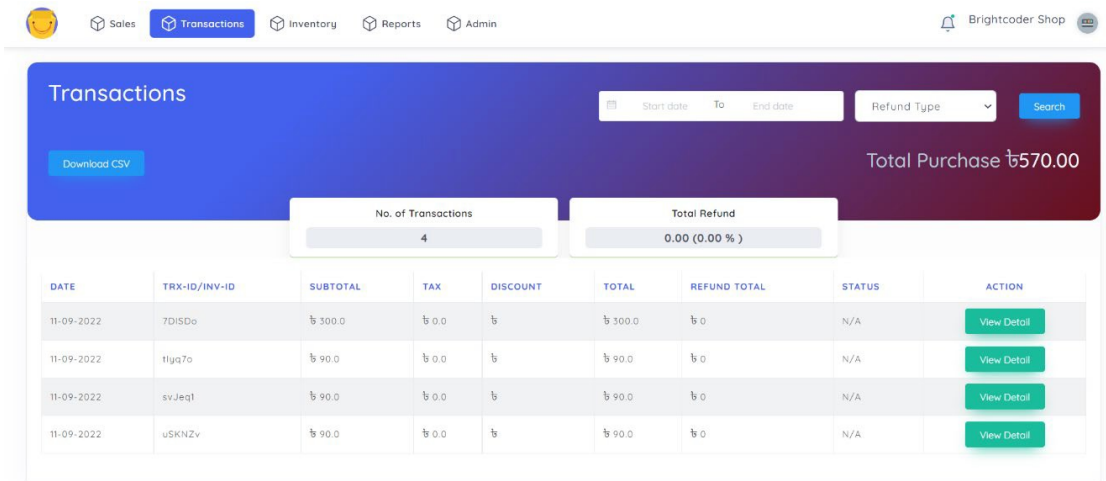 Sales Transactions Inventory Reports Admin Brightcoder Shop
Transactions
Start date To End date Refund Type Search
Download CSV
Total Purchase ৳570.00
No. of Transactions Total Refund
4 0.00 (0.00 % )
DATE TRX-ID/INV-ID SUBTOTAL TAX DISCOUNT TOTAL REFUND TOTAL STATUS ACTION
11-09-2022 7DISDo ৳ 300.0 ৳ 0.0 ৳ ৳ 300.0 ৳ 0 N/A View Detail
11-09-2022 tlyq7o ৳ 90.0 ৳ 0.0 ৳ ৳ 90.0 ৳ 0 N/A View Detail
11-09-2022 svJeq1 ৳ 90.0 ৳ 0.0 ৳ ৳ 90.0 ৳ 0 N/A View Detail
11-09-2022 uSKNZv ৳ 90.0 ৳ 0.0 ৳ ৳ 90.0 ৳ 0 N/A View Detail